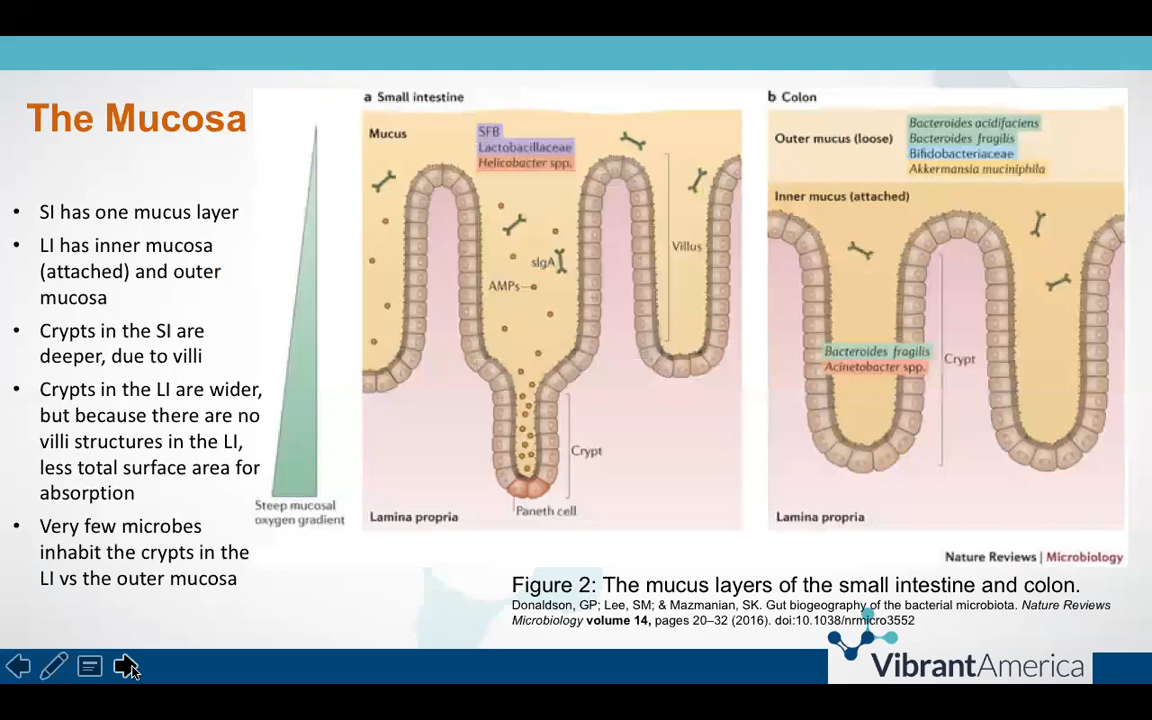 The Mucosa
• SI has one mucus layer
• LI has inner mucosa
(attached) and outer
mucosa
• Crypts in the SI are
deeper, due to villi
• Crypts in the LI are wider,
but because there are no
villi structures in the LI,
less total surface area for
absorption
• Very few microbes
inhabit the crypts in the
LI vs the outer mucosa
Steep mucosal
oxygen gradient
a Small intestine
Mucus
SFB
Lactobacillaceae
Helicobacter spp.
Villus
sIgA
AMPs
Crypt
Paneth cell
Lamina propria
b Colon
Outer mucus (loose)
Bacteroides acidifaciens
Bacteroides fragilis
Bifidobacteriaceae
Akkermansia muciniphila
Inner mucus (attached)
Bacteroides fragilis
Acinetobacter spp.
Crypt
Lamina propria
Nature Reviews | Microbiology
Figure 2: The mucus layers of the small intestine and colon.
Donaldson, GP; Lee, SM; & Mazmanian, SK. Gut biogeography of the bacterial microbiota. Nature Reviews
Microbiology volume 14, pages 20–32 (2016). doi:10.1038/nrmicro3552
VibrantAmerica